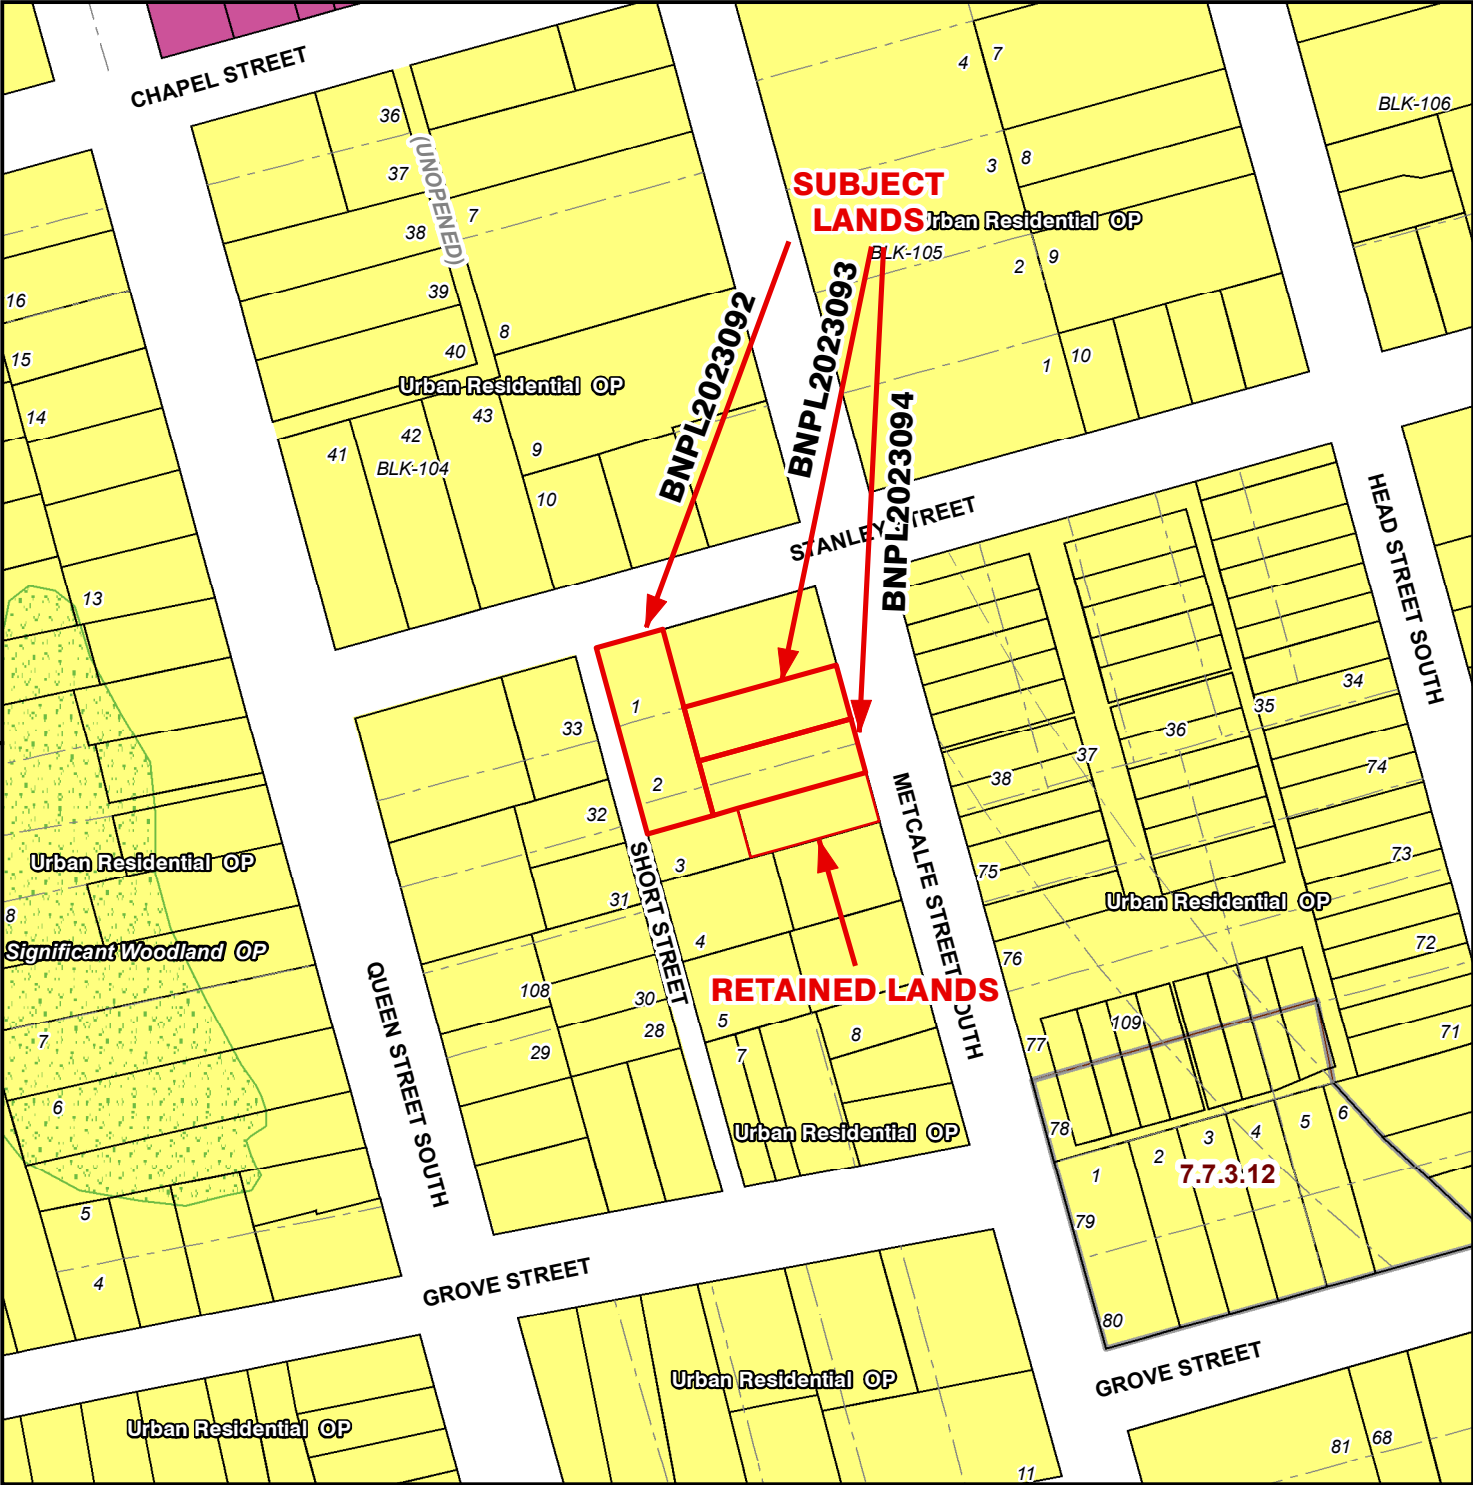 CHAPEL STREET
36
37
(UNOPENED)
38
7
39
8
40
Urban Residential OP
43
42
41
BLK-104
9
10
4
7
BLK-106
3
8
SUBJECT
LANDS
Urban Residential OP
BLK-105
2
9
1
10
BNPL2023092
BNPL2023093
BNPL2023094
STANLEY STREET
HEAD STREET SOUTH
16
15
14
13
Urban Residential OP
8
Significant Woodland OP
7
6
5
4
1
2
33
32
31
3
SHORT STREET
METCALFE STREET SOUTH
4
RETAINED LANDS
108
30
28
29
5
7
8
Urban Residential OP
QUEEN STREET SOUTH
34
35
36
37
38
74
73
75
Urban Residential OP
72
76
109
71
77
78
1
2
3
4
5
6
7.7.3.12
79
80
GROVE STREET
GROVE STREET
Urban Residential OP
Urban Residential OP
11
81
68